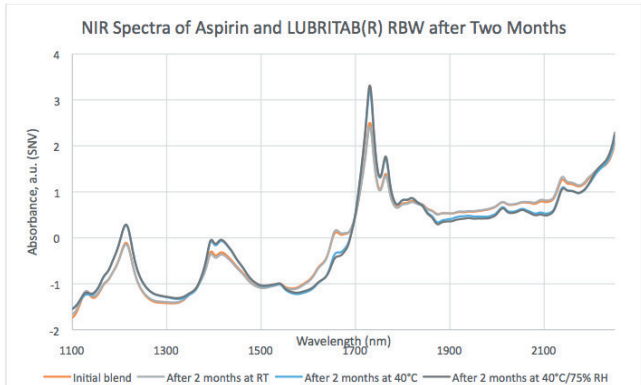 NIR Spectra of Aspirin and LUBRITAB(R) RBW after Two Months
Absorbance, a.u. (SNV)
4
3
2
1
0
-1
-2
1100 1300 1500 1700 1900 2100
Wavelength (nm)
Initial blend After 2 months at RT After 2 months at 40°C After 2 months at 40°C/75% RH